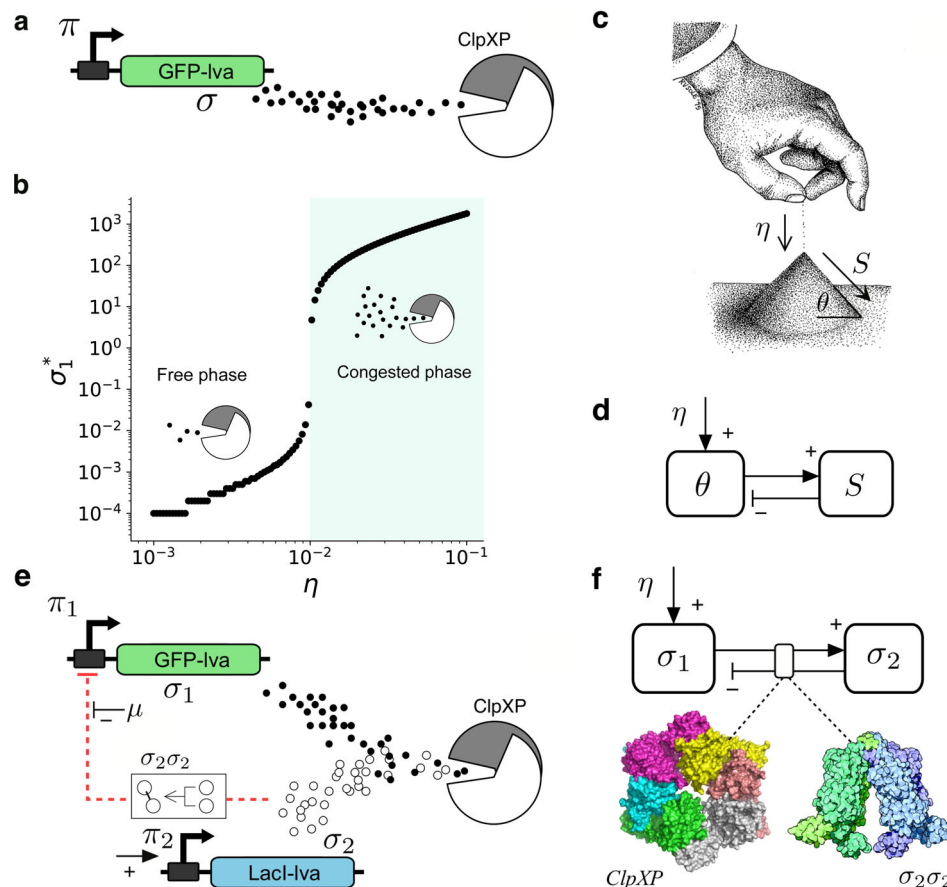 a
π
GFP-lva
σ
ClpXP
b
σ₁*
10³
10²
10¹
10⁰
10⁻¹
10⁻²
10⁻³
10⁻⁴
Free phase
Congested phase
10⁻³
10⁻²
10⁻¹
η
c
η
S
θ
d
η
+
θ
+
−
S
e
π₁
GFP-lva
σ₁
− μ
σ₂σ₂
ClpXP
π₂
+
σ₂
LacI-lva
f
η
+
σ₁
+
−
σ₂
ClpXP
σ₂σ₂